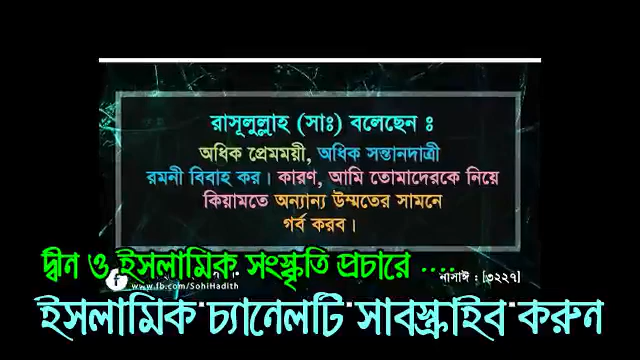 রাসূলুল্লাহ (সাঃ) বলেছেন ঃ
অধিক প্রেমময়ী, অধিক সন্তানদাত্রী
রমনী বিবাহ কর। কারণ, আমি তোমাদেরকে নিয়ে
কিয়ামতে অন্যান্য উম্মতের সামনে
গর্ব করব।
দ্বীন ও ইসলামিক সংস্কৃতি প্রচারে ....
নাসাঈ : [৩২২৭]
www.fb.com/SohiHadith
ইসলামিক চ্যানেলটি সাবস্ক্রাইব করুন